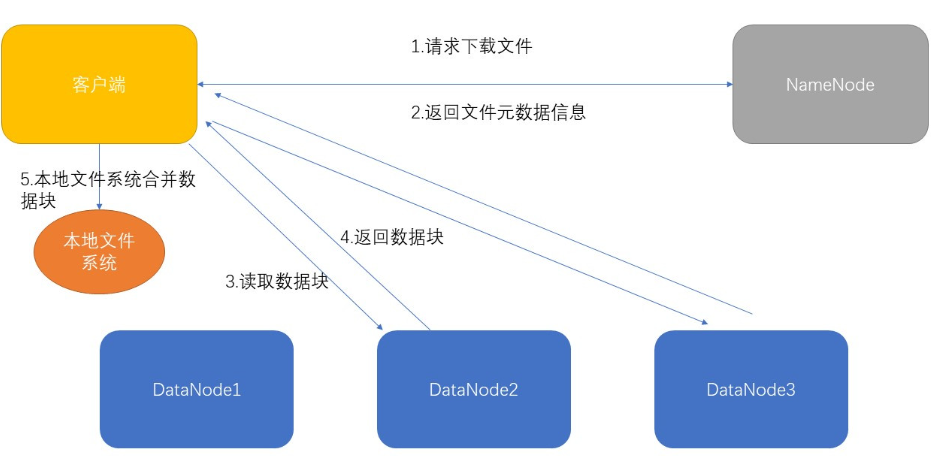 1.请求下载文件
客户端
NameNode
2.返回文件元数据信息
5.本地文件系统合并数
据块
4.返回数据块
本地文件
系统
3.读取数据块
DataNode1
DataNode2
DataNode3